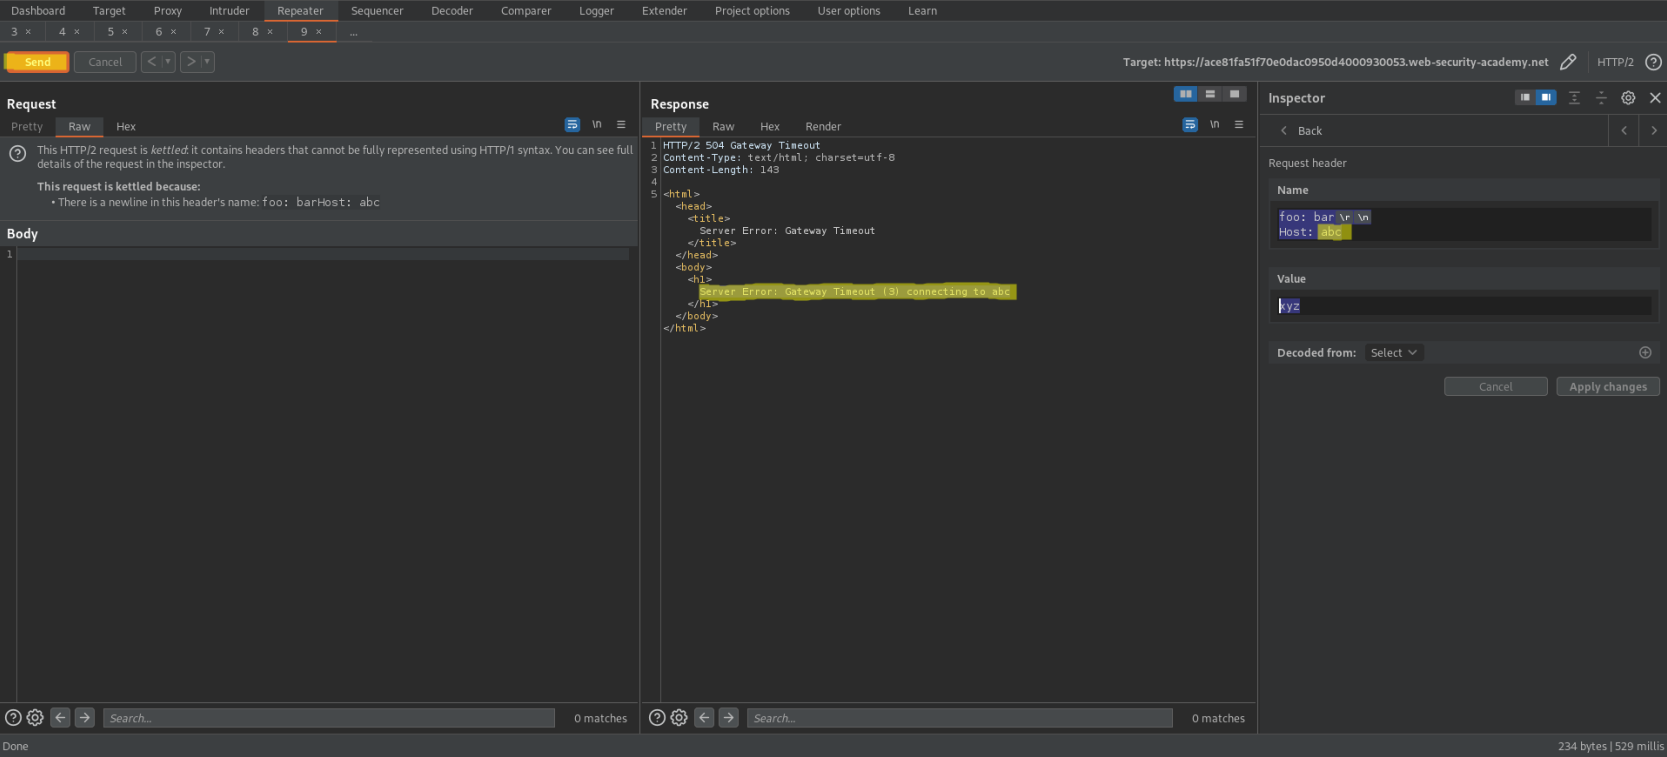 Dashboard Target Proxy Intruder Repeater Sequencer Decoder Comparer Logger Extender Project options User options Learn
3 × 4 × 5 × 6 × 7 × 8 × 9 × ...
Send Cancel < ▾ > ▾ Target: https://ace81fa51f70e0dac0950d4000930053.web-security-academy.net HTTP/2 ?
Request
Pretty Raw Hex \n ≡
? This HTTP/2 request is kettled: it contains headers that cannot be fully represented using HTTP/1 syntax. You can see full
details of the request in the inspector.
This request is kettled because:
• There is a newline in this header's name: foo: barHost: abc
Body
1
? Search... 0 matches
Response
Pretty Raw Hex Render \n ≡
1 HTTP/2 504 Gateway Timeout
2 Content-Type: text/html; charset=utf-8
3 Content-Length: 143
4
5 <html>
<head>
<title>
Server Error: Gateway Timeout
</title>
</head>
<body>
<h1>
Server Error: Gateway Timeout (3) connecting to abc
</h1>
</body>
</html>
? Search... 0 matches
Inspector
< Back < >
Request header
Name
foo: bar \r \n
Host: abc
Value
xyz
Decoded from: Select
Cancel Apply changes
Done 234 bytes | 529 millis